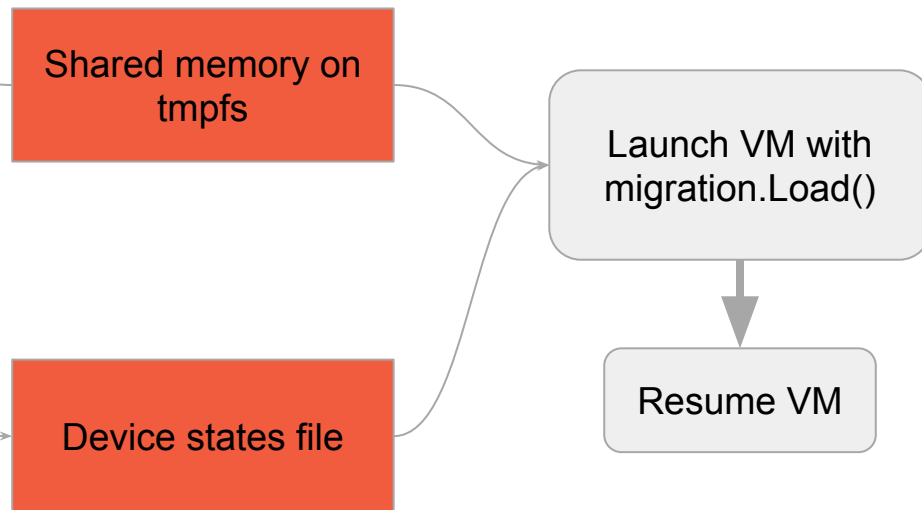 Shared memory on
tmpfs
Launch VM with
migration.Load()
Resume VM
Device states file